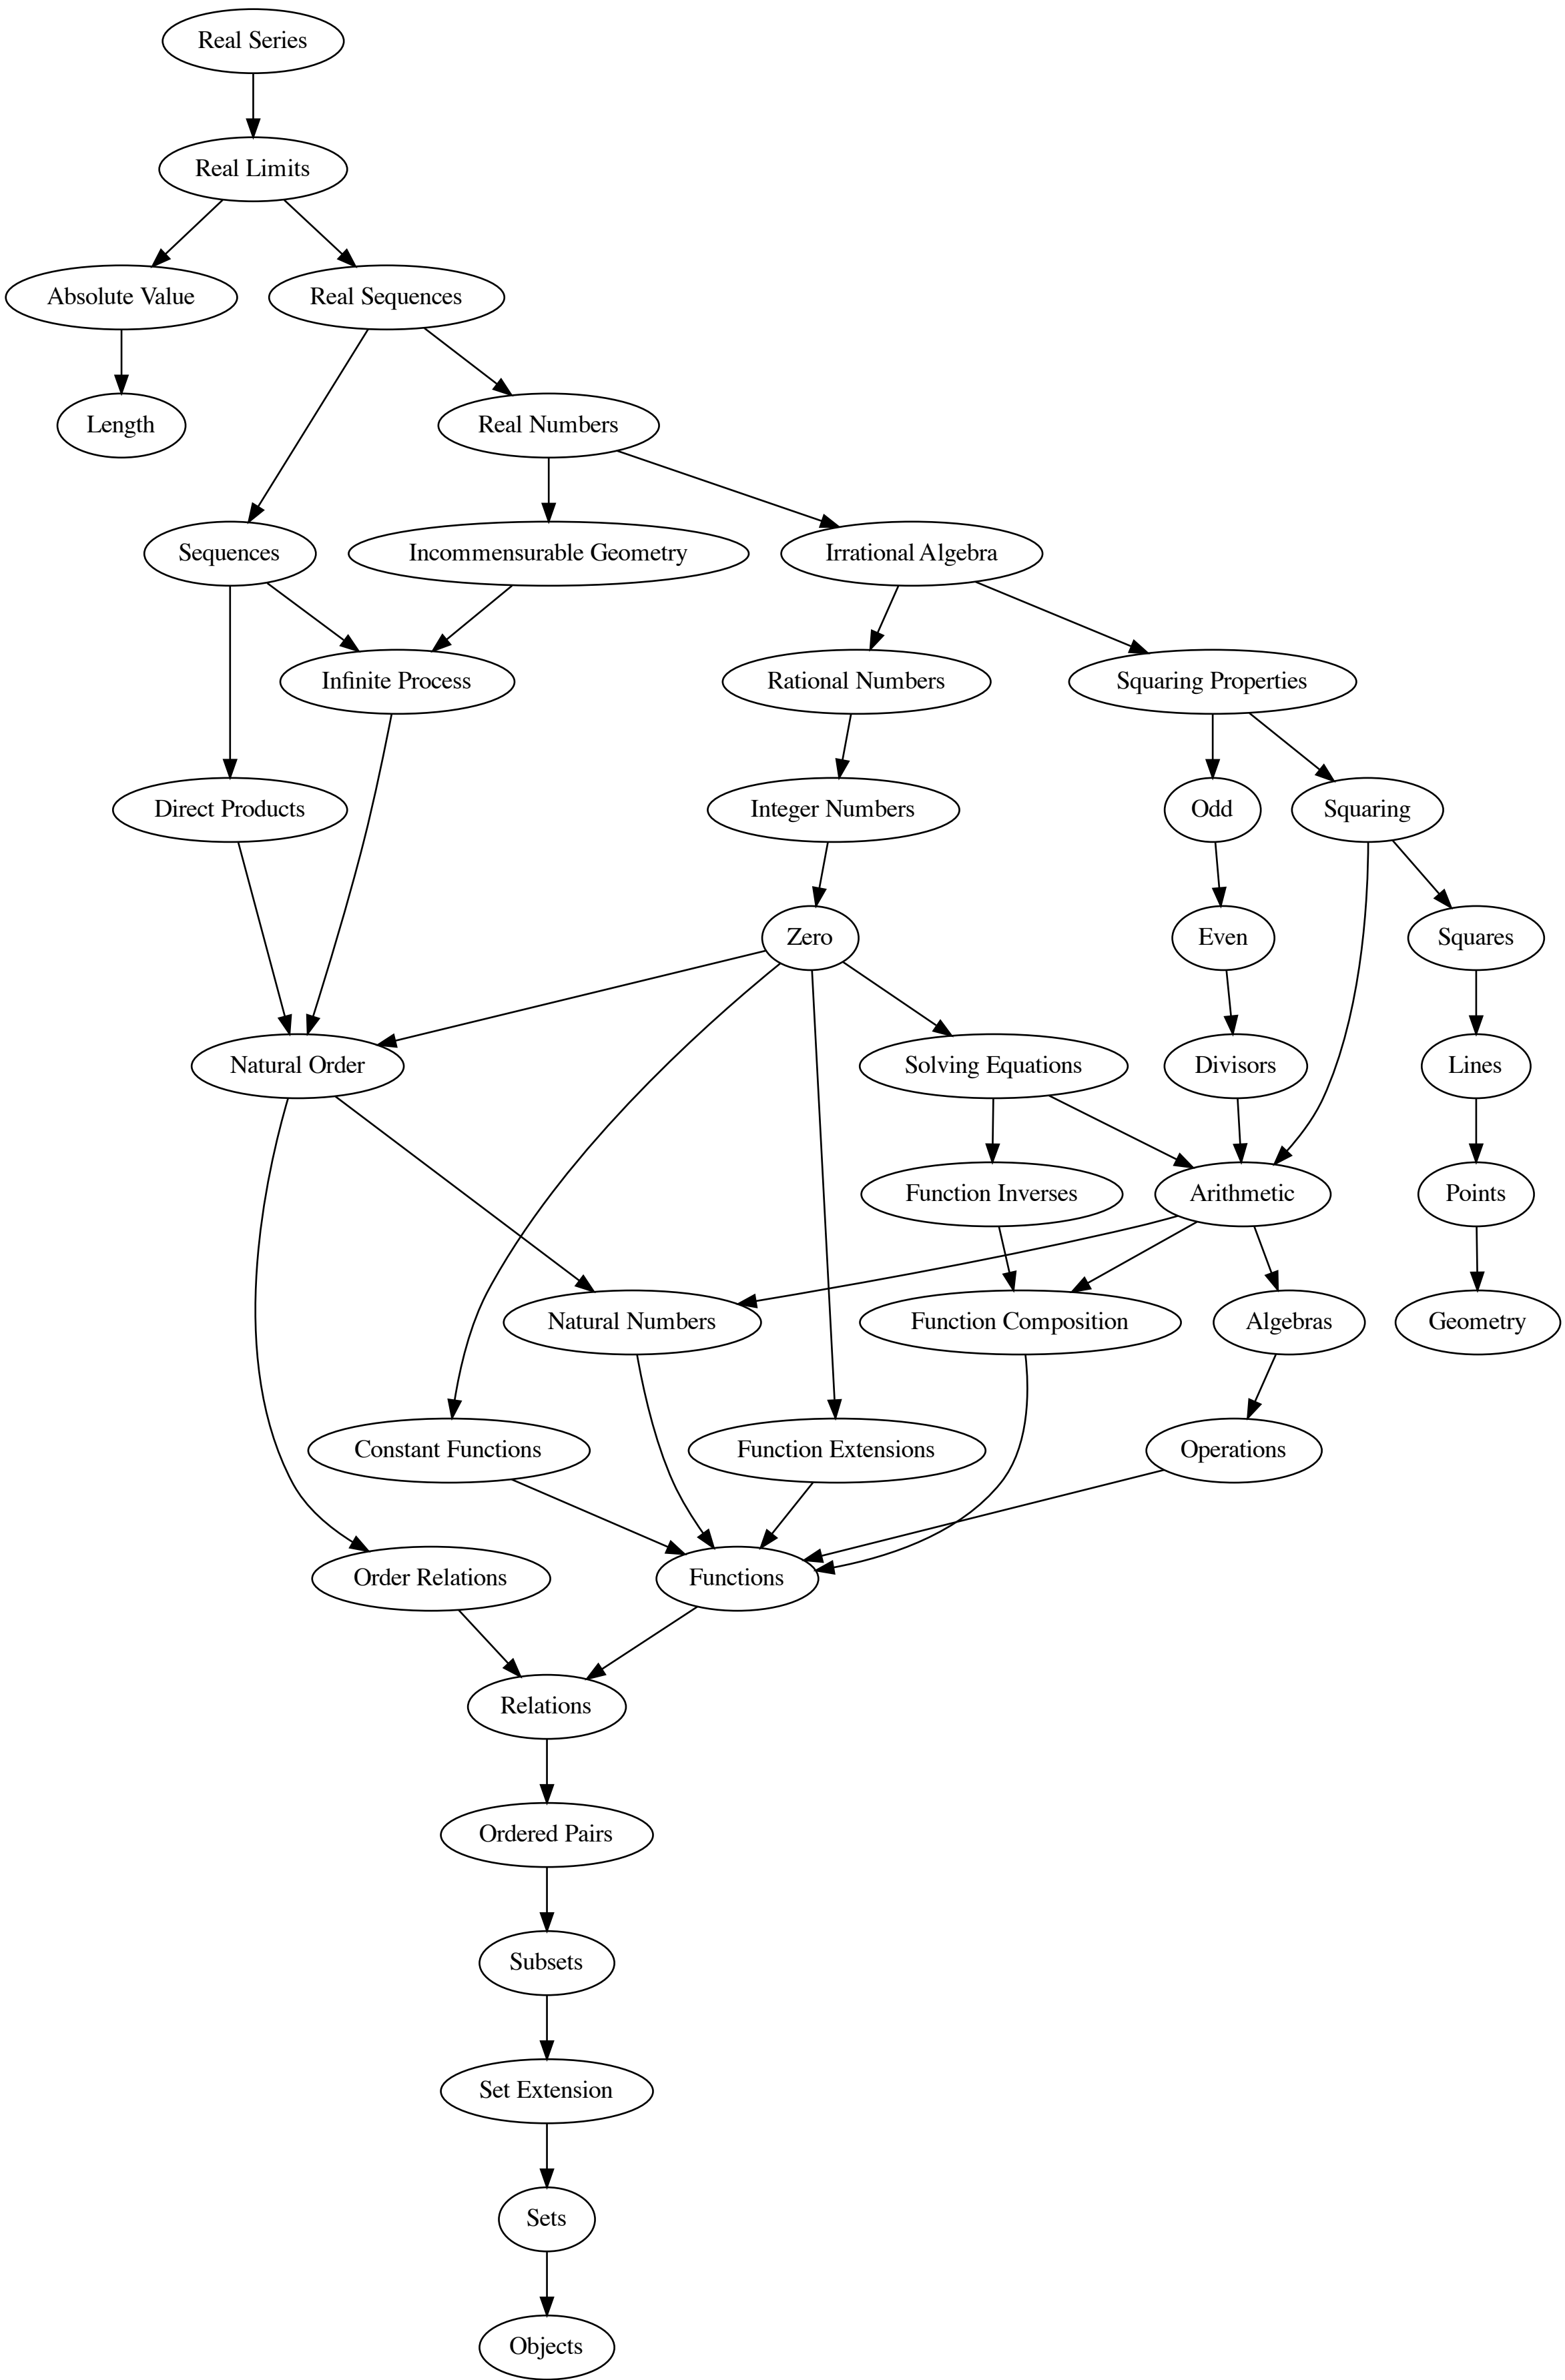 Real Series
Real Limits
Absolute Value
Real Sequences
Length
Real Numbers
Sequences
Incommensurable Geometry
Irrational Algebra
Infinite Process
Rational Numbers
Squaring Properties
Direct Products
Integer Numbers
Odd
Squaring
Zero
Even
Squares
Natural Order
Solving Equations
Divisors
Lines
Function Inverses
Arithmetic
Points
Natural Numbers
Function Composition
Algebras
Geometry
Constant Functions
Function Extensions
Operations
Order Relations
Functions
Relations
Ordered Pairs
Subsets
Set Extension
Sets
Objects